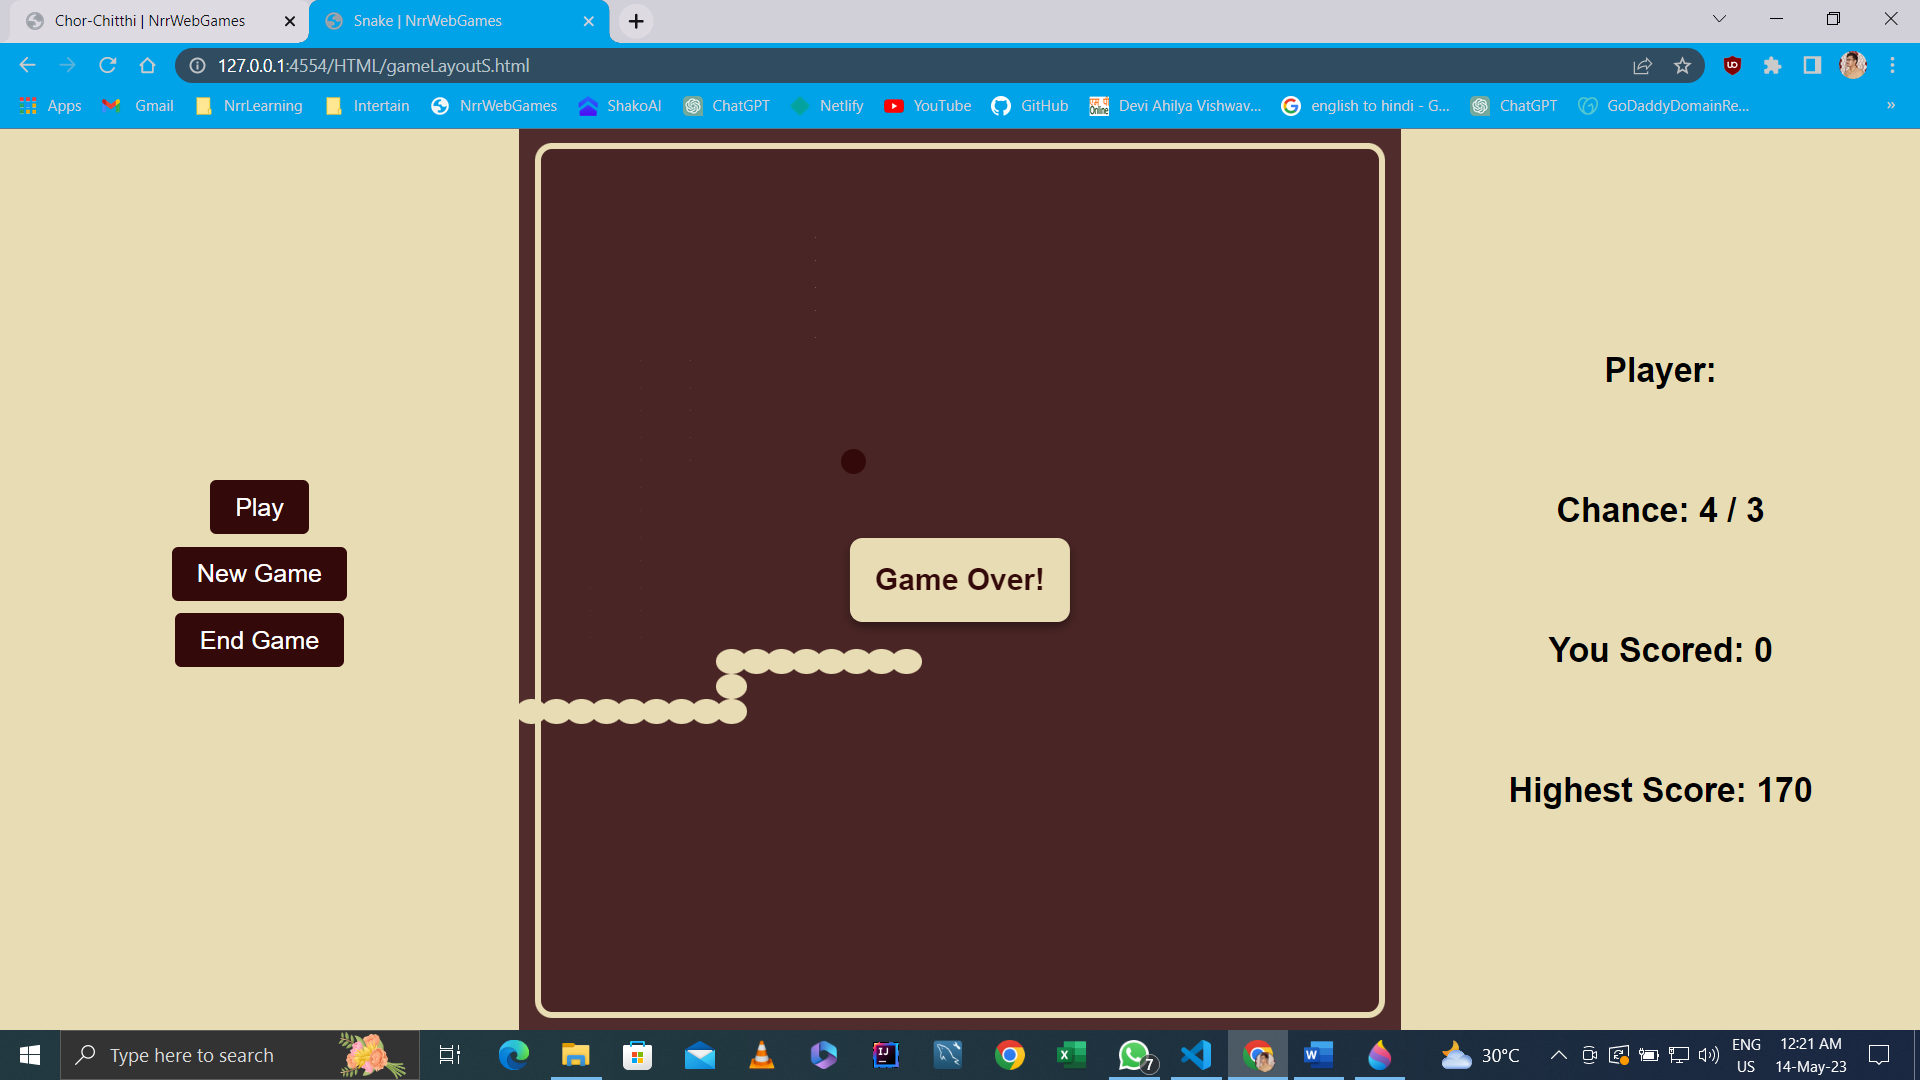 Chor-Chitthi | NrrWebGames
Snake | NrrWebGames
127.0.0.1:4554/HTML/gameLayoutS.html
Apps Gmail NrrLearning Intertain NrrWebGames ShakoAI ChatGPT Netlify YouTube GitHub Devi Ahilya Vishwav... english to hindi - G... ChatGPT GoDaddyDomainRe... »
Play
New Game
End Game
Game Over!
Player:
Chance: 4 / 3
You Scored: 0
Highest Score: 170
Type here to search
7
30°C
ENG
US
12:21 AM
14-May-23